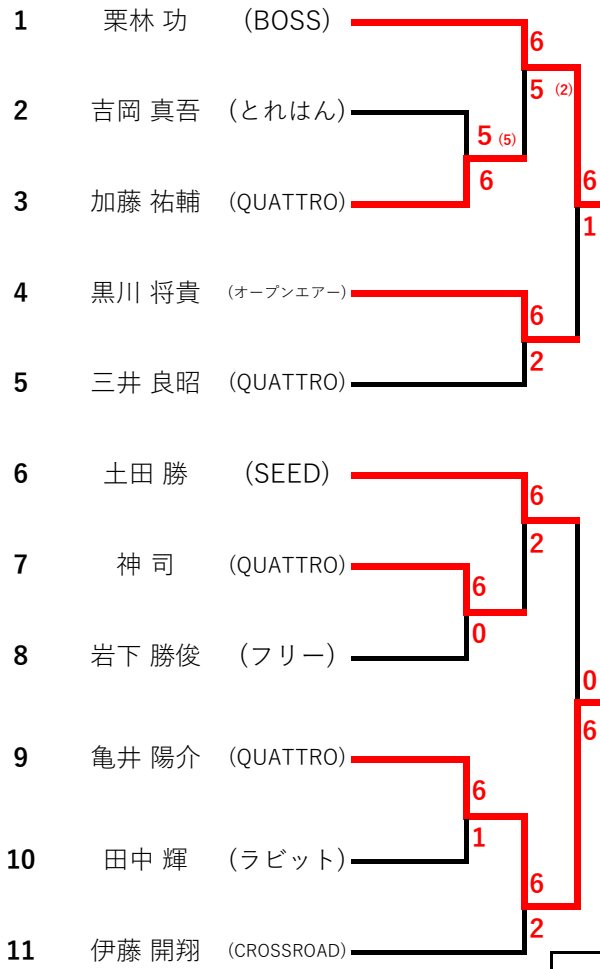 1 栗林 功 (BOSS)
6
5 (2)
2 吉岡 真吾 (とれはん)
5 (5)
6
6
3 加藤 祐輔 (QUATTRO)
1
4 黒川 将貴 (オープンエアー)
6
2
5 三井 良昭 (QUATTRO)
6 土田 勝 (SEED)
6
2
7 神 司 (QUATTRO)
6
0
8 岩下 勝俊 (フリー)
0
6
9 亀井 陽介 (QUATTRO)
6
1
10 田中 輝 (ラビット)
6
2
11 伊藤 開翔 (CROSSROAD)